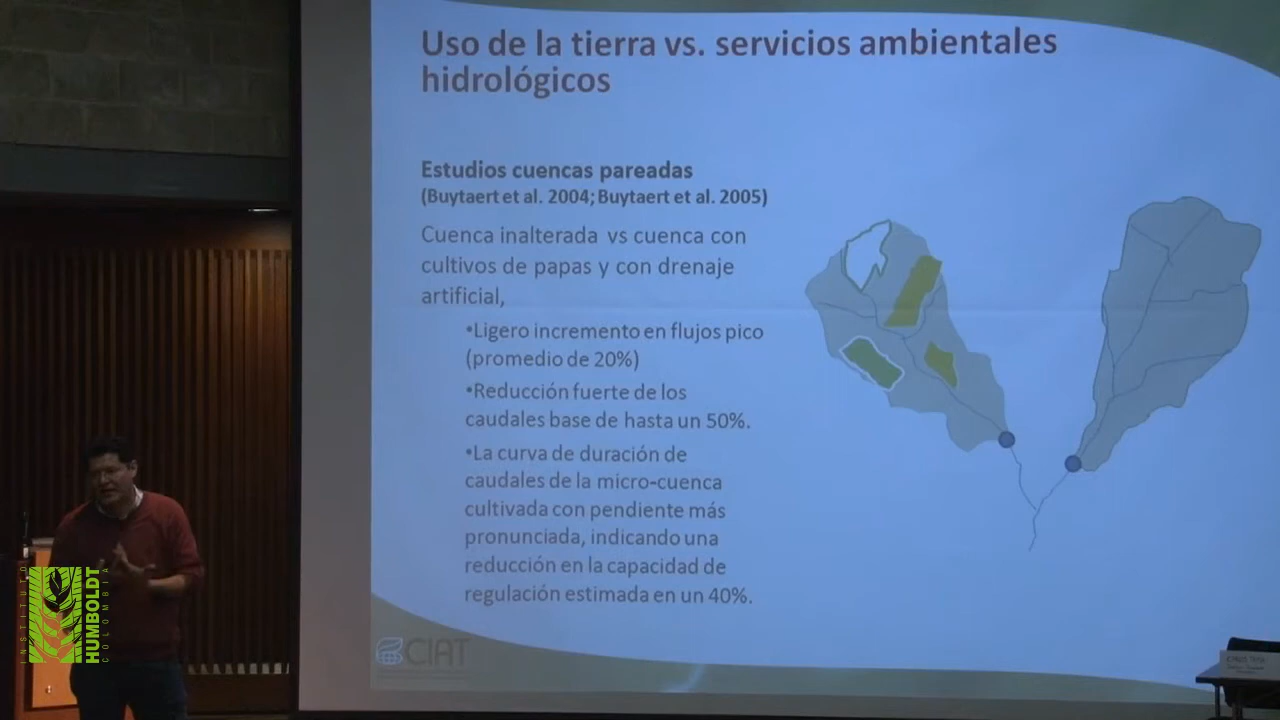 Uso de la tierra vs. servicios ambientales
hidrológicos
Estudios cuencas pareadas
(Buytaert et al. 2004; Buytaert et al. 2005)
Cuenca inalterada vs cuenca con
cultivos de papas y con drenaje
artificial,
•Ligero incremento en flujos pico
(promedio de 20%)
•Reducción fuerte de los
caudales base de hasta un 50%.
•La curva de duración de
caudales de la micro-cuenca
cultivada con pendiente más
pronunciada, indicando una
reducción en la capacidad de
regulación estimada en un 40%.
CIAT
INSTITUTO
HUMBOLDT
COLOMBIA